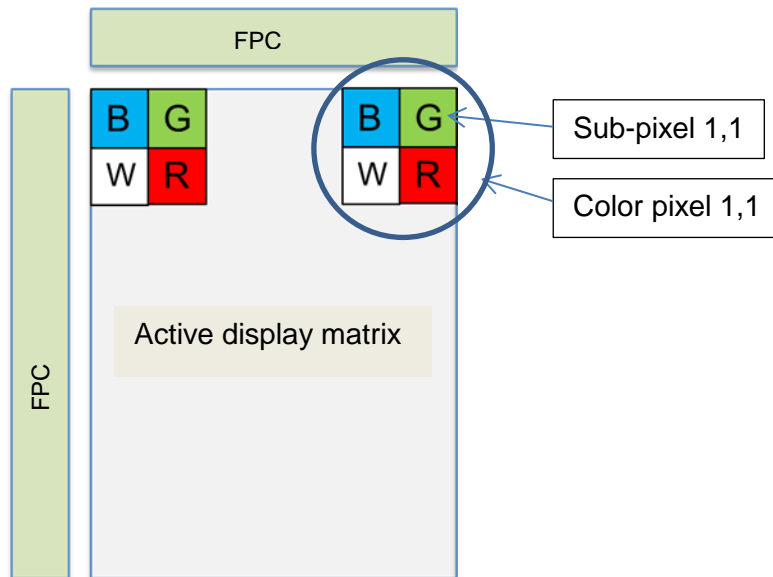 FPC
B G
B G
Sub-pixel 1,1
W R
W R
Color pixel 1,1
Active display matrix
FPC